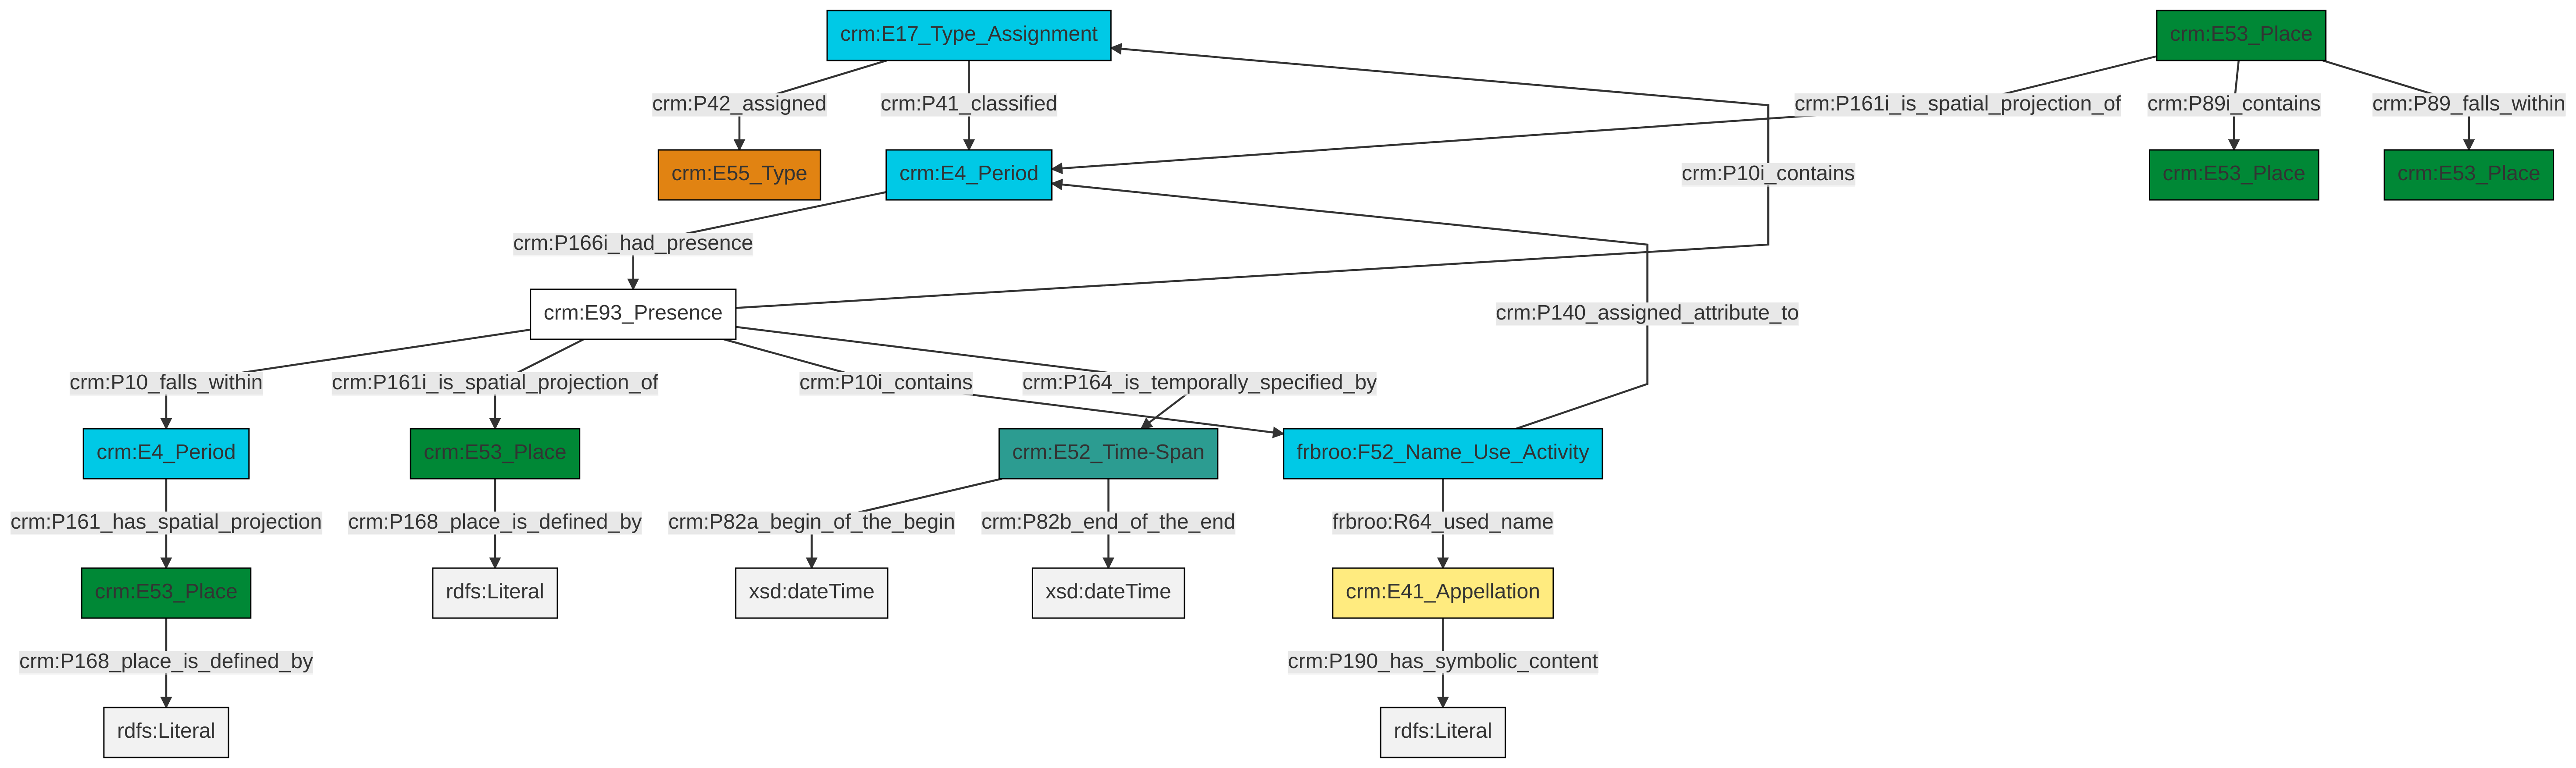 crm:E17_Type_Assignment
crm:E53_Place
crm:P42_assigned
crm:P41_classified
crm:P161i_is_spatial_projection_of
crm:P89i_contains
crm:P89_falls_within
crm:E55_Type
crm:E4_Period
crm:P10i_contains
crm:E53_Place
crm:E53_Place
crm:P166i_had_presence
crm:E93_Presence
crm:P140_assigned_attribute_to
crm:P10_falls_within
crm:P161i_is_spatial_projection_of
crm:P10i_contains
crm:P164_is_temporally_specified_by
crm:E4_Period
crm:E53_Place
crm:E52_Time-Span
frbroo:F52_Name_Use_Activity
crm:P161_has_spatial_projection
crm:P168_place_is_defined_by
crm:P82a_begin_of_the_begin
crm:P82b_end_of_the_end
frbroo:R64_used_name
crm:E53_Place
rdfs:Literal
xsd:dateTime
xsd:dateTime
crm:E41_Appellation
crm:P168_place_is_defined_by
crm:P190_has_symbolic_content
rdfs:Literal
rdfs:Literal